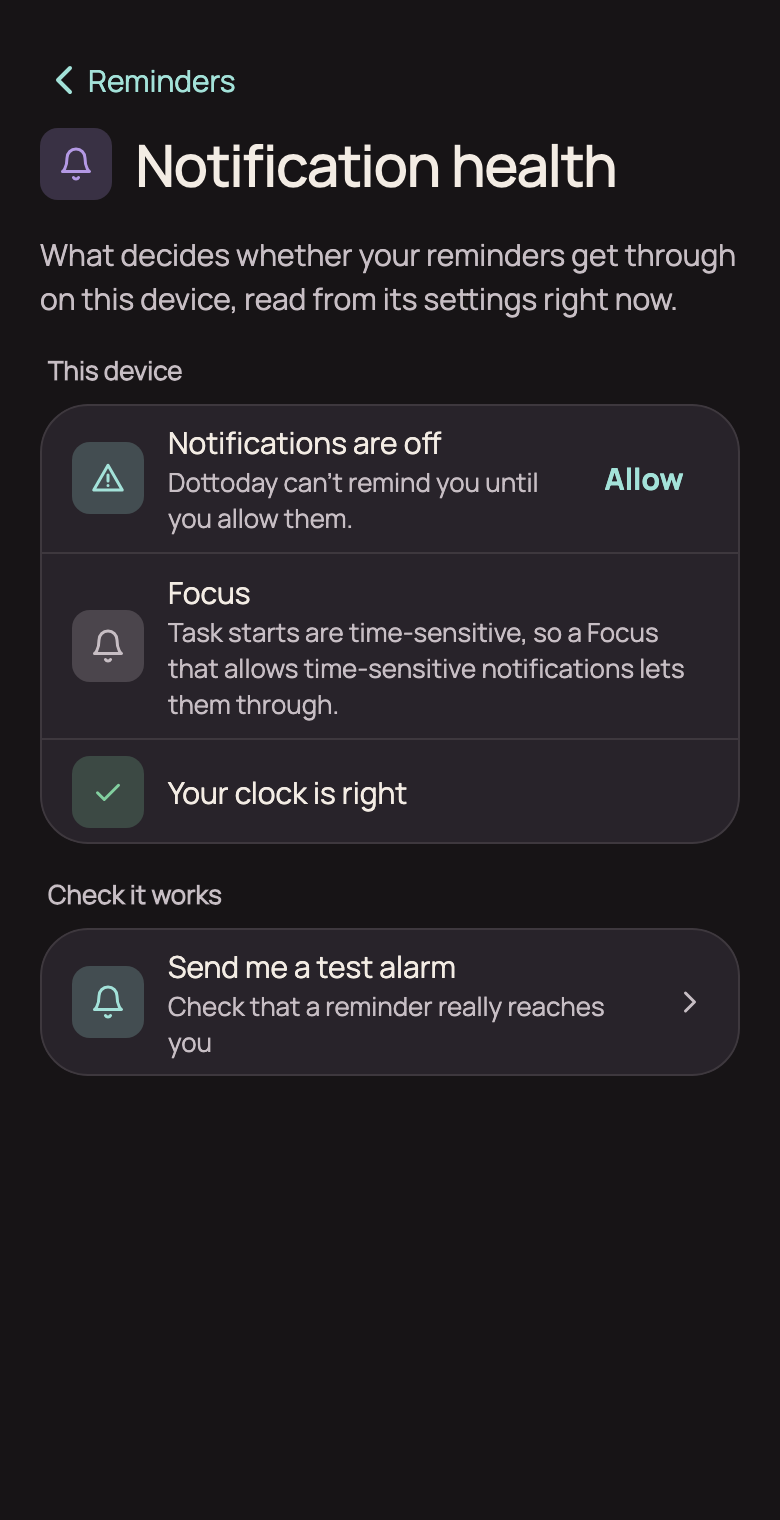 Reminders
Notification health
What decides whether your reminders get through
on this device, read from its settings right now.
This device
Notifications are off
Dottoday can't remind you until
you allow them.
Allow
Focus
Task starts are time-sensitive, so a Focus
that allows time-sensitive notifications lets
them through.
Your clock is right
Check it works
Send me a test alarm
Check that a reminder really reaches
you